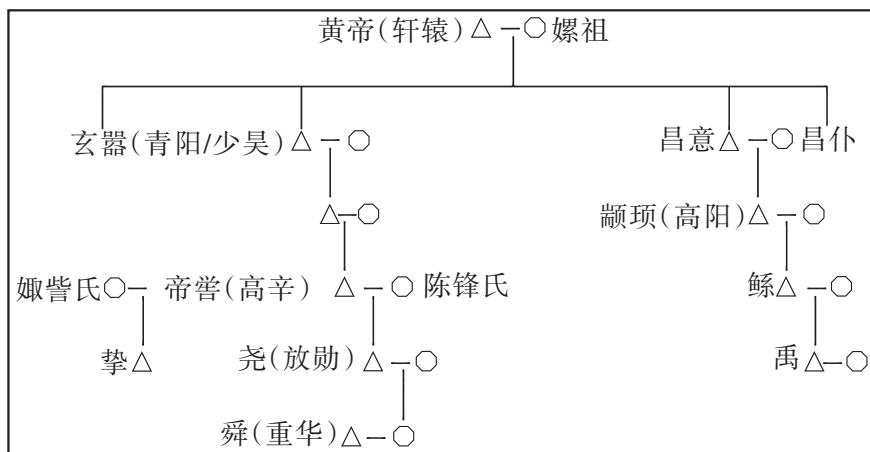 黄帝(轩辕) 嫘祖
玄嚣(青阳/少昊) 昌意 昌仆
颛顼(高阳)
娵訾氏 帝喾(高辛) 陈锋氏 鲧
挚 尧(放勋) 禹
舜(重华)